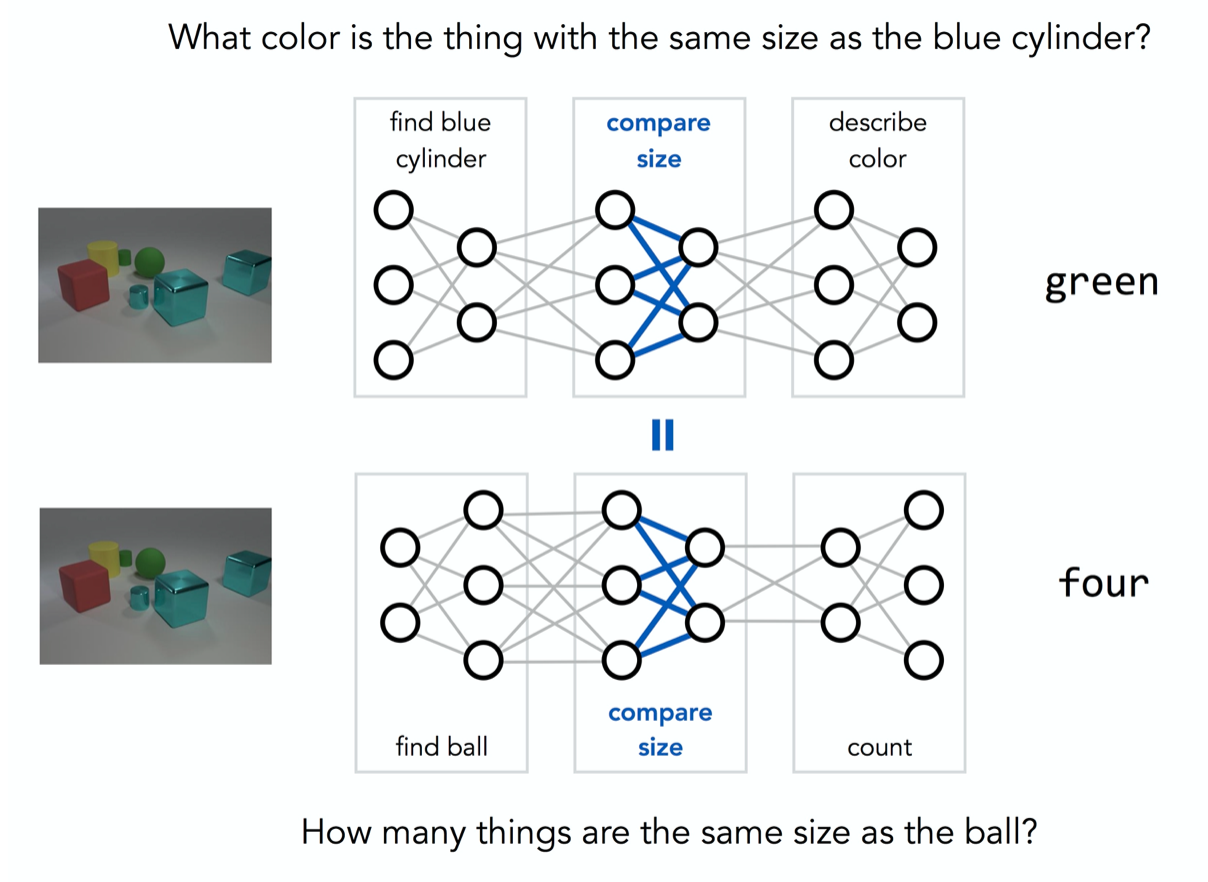 What color is the thing with the same size as the blue cylinder?
find blue
cylinder
compare
size
describe
color
green
four
compare
size
find ball
count
How many things are the same size as the ball?